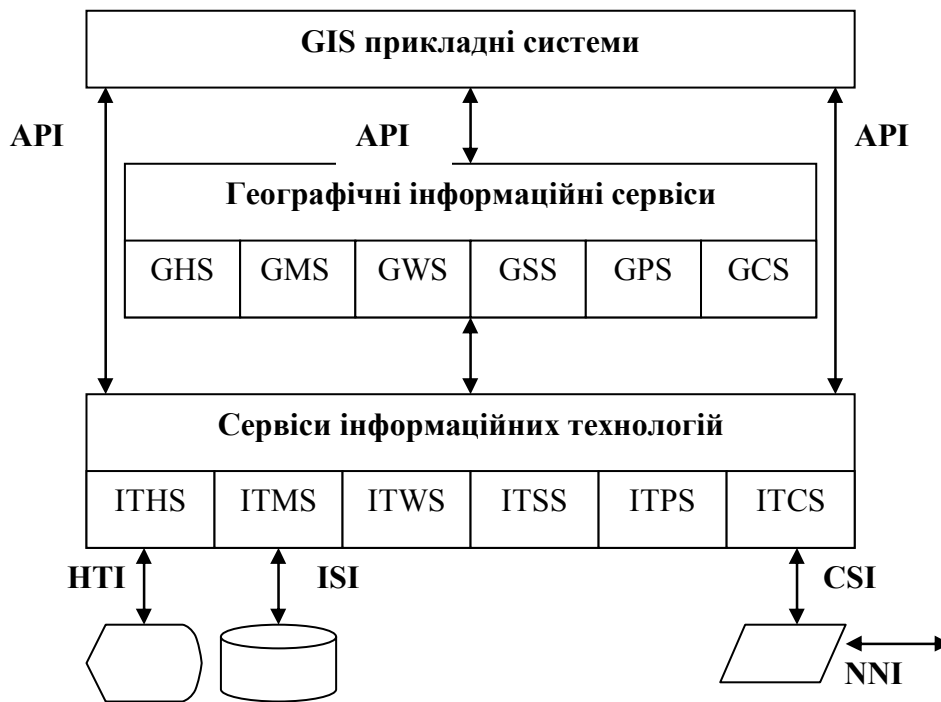 GIS прикладні системи
API API API
Географічні інформаційні сервіси
GHS GMS GWS GSS GPS GCS
Сервіси інформаційних технологій
ITHS ITMS ITWS ITSS ITPS ITCS
HTI ISI CSI
NNI